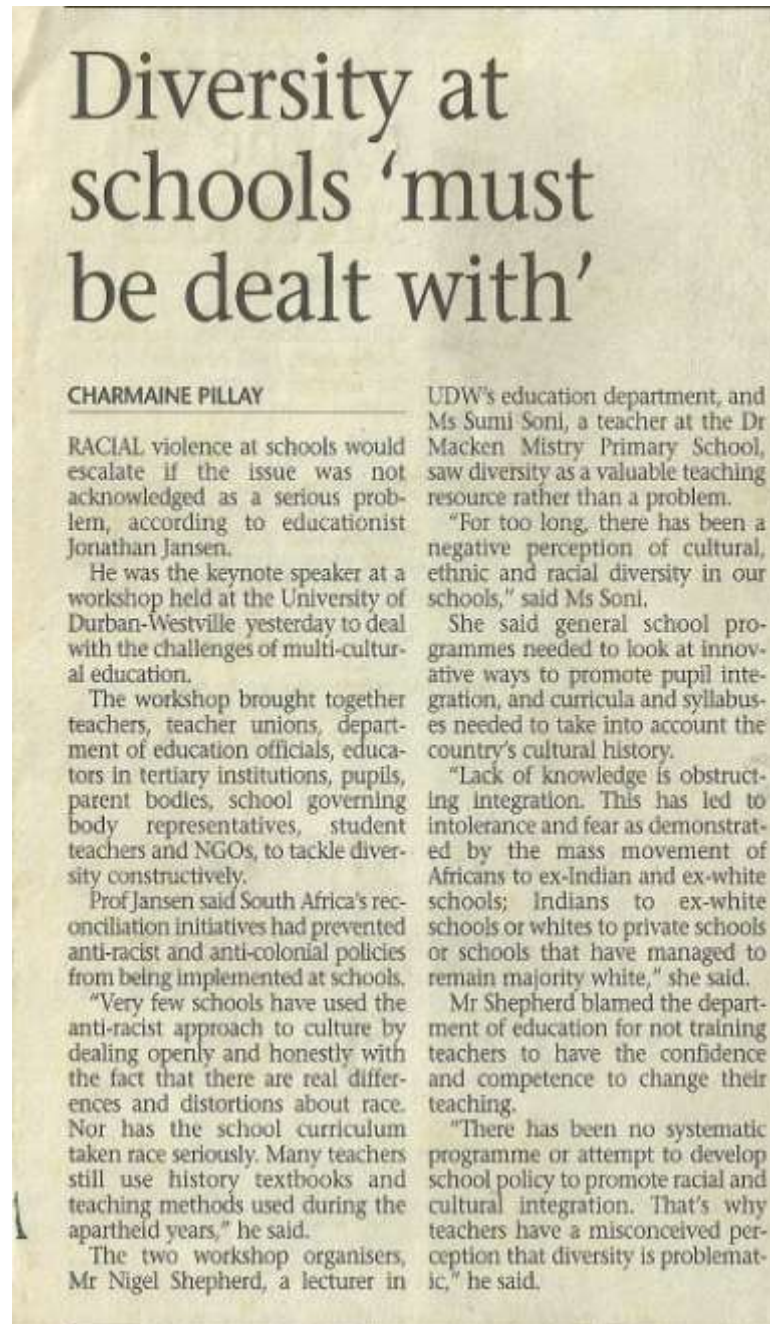 Diversity at
schools ‘must
be dealt with’
CHARMAINE PILLAY
RACIAL violence at schools would
escalate if the issue was not
acknowledged as a serious prob-
lem, according to educationist
Jonathan Jansen.
He was the keynote speaker at a
workshop held at the University of
Durban-Westville yesterday to deal
with the challenges of multi-cultur-
al education.
The workshop brought together
teachers, teacher unions, depart-
ment of education officials, educa-
tors in tertiary institutions, pupils,
parent bodies, school governing
body representatives, student
teachers and NGOs, to tackle diver-
sity constructively.
Prof Jansen said South Africa’s rec-
onciliation initiatives had prevented
anti-racist and anti-colonial policies
from being implemented at schools.
“Very few schools have used the
anti-racist approach to culture by
dealing openly and honestly with
the fact that there are real differ-
ences and distortions about race.
Nor has the school curriculum
taken race seriously. Many teachers
still use history textbooks and
teaching methods used during the
apartheid years,” he said.
The two workshop organisers,
Mr Nigel Shepherd, a lecturer in
UDW’s education department, and
Ms Sumi Soni, a teacher at the Dr
Macken Mistry Primary School,
saw diversity as a valuable teaching
resource rather than a problem.
“For too long, there has been a
negative perception of cultural,
ethnic and racial diversity in our
schools,” said Ms Soni.
She said general school pro-
grammes needed to look at innov-
ative ways to promote pupil inte-
gration, and curricula and syllabus-
es needed to take into account the
country’s cultural history.
“Lack of knowledge is obstruct-
ing integration. This has led to
intolerance and fear as demonstrat-
ed by the mass movement of
Africans to ex-Indian and ex-white
schools; Indians to ex-white
schools or whites to private schools
or schools that have managed to
remain majority white,” she said.
Mr Shepherd blamed the depart-
ment of education for not training
teachers to have the confidence
and competence to change their
teaching.
“There has been no systematic
programme or attempt to develop
school policy to promote racial and
cultural integration. That’s why
teachers have a misconceived per-
ception that diversity is problemat-
ic,” he said.